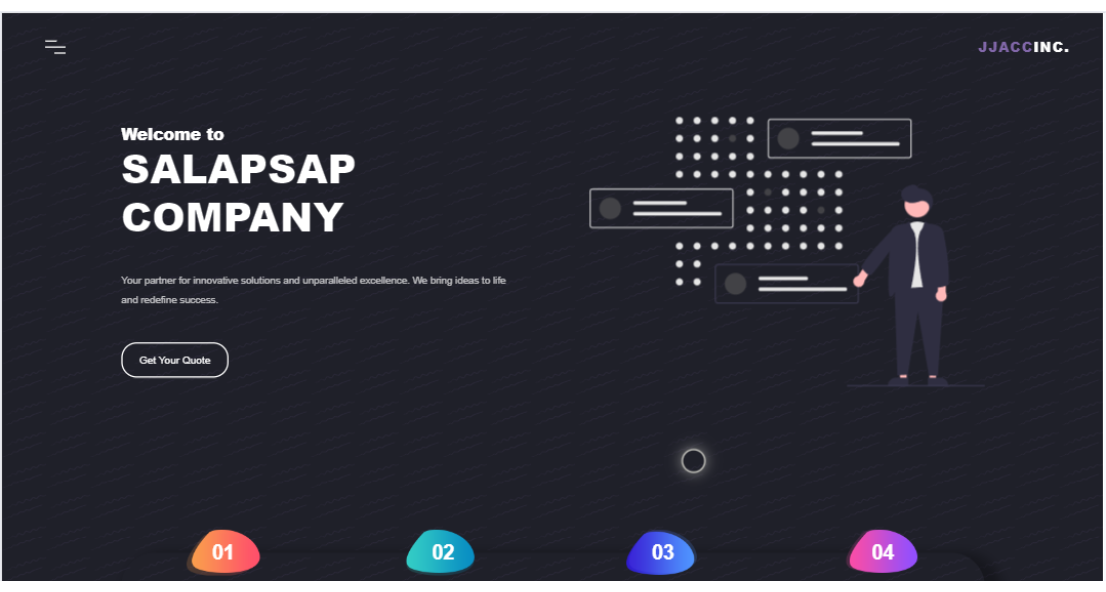 JJACCINC.
Welcome to
SALAPSAP
COMPANY
Your partner for innovative solutions and unparalleled excellence. We bring ideas to life
and redefine success.
Get Your Quote
01 02 03 04